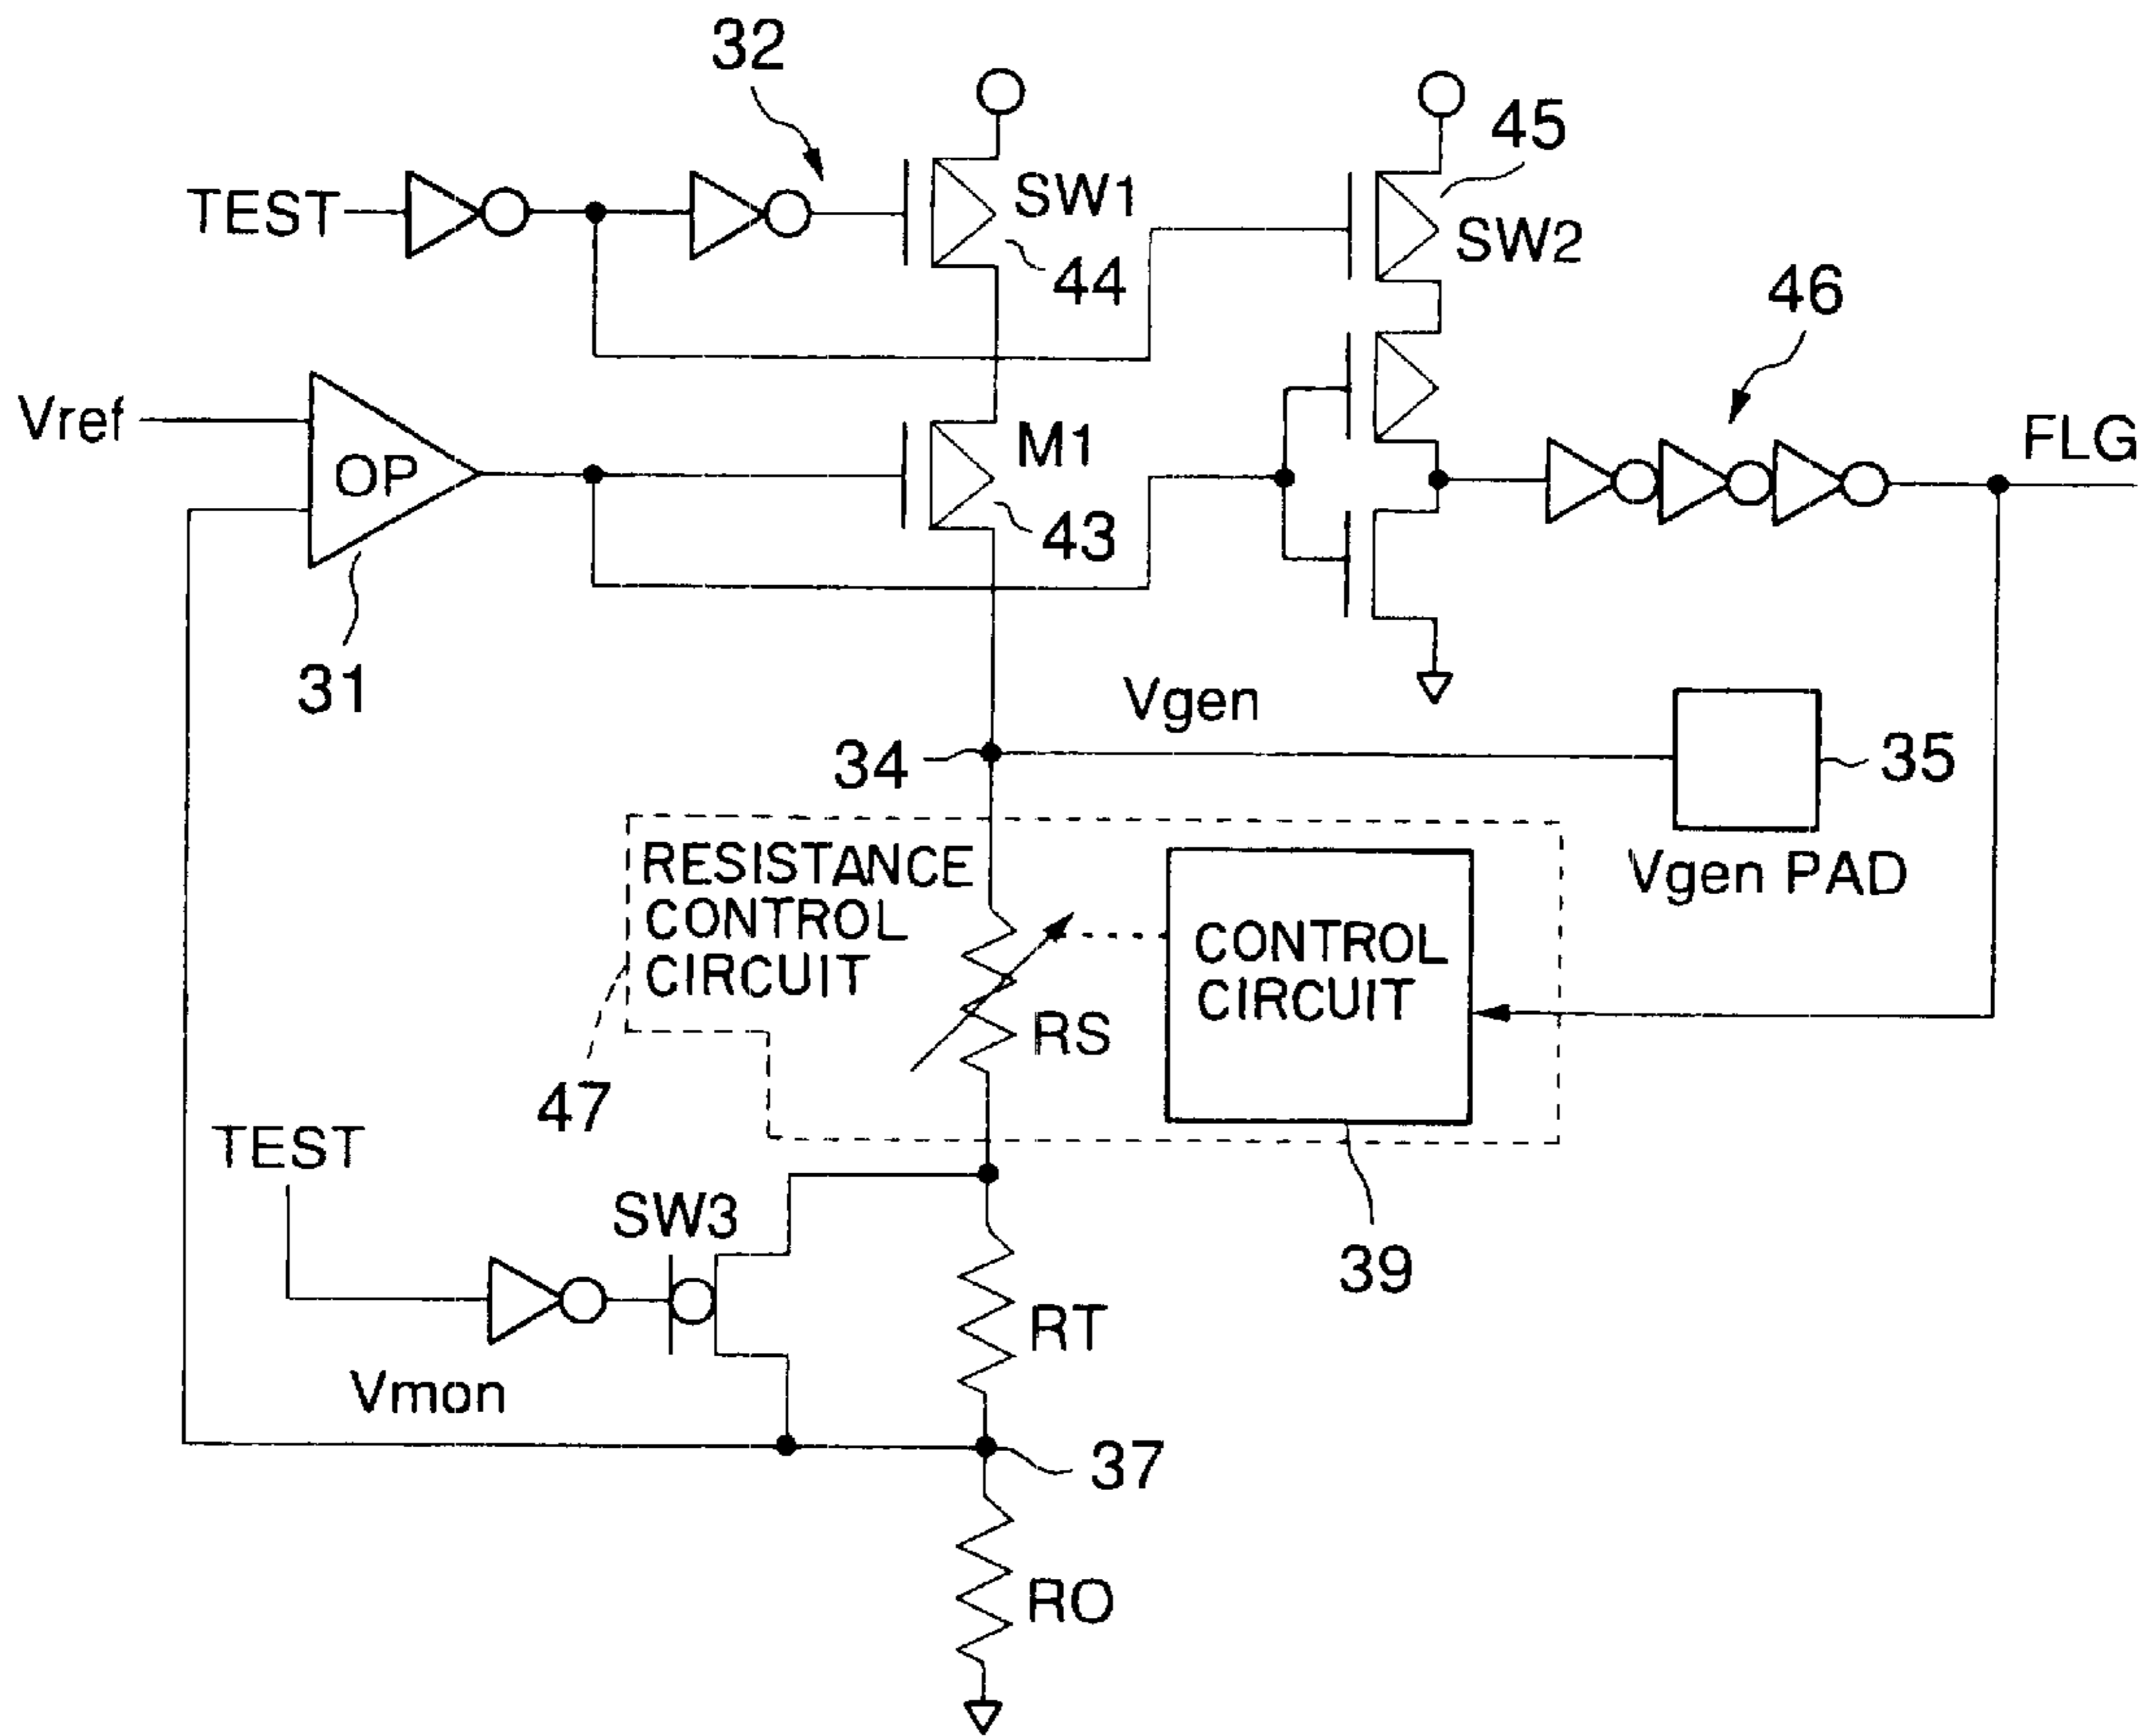 32
45
TEST
SW1
SW2
44
46
Vref
OP
M1
FLG
43
31
Vgen
34
35
RESISTANCE
CONTROL
CIRCUIT
Vgen PAD
CONTROL
CIRCUIT
RS
47
TEST
SW3
39
RT
Vmon
37
RO